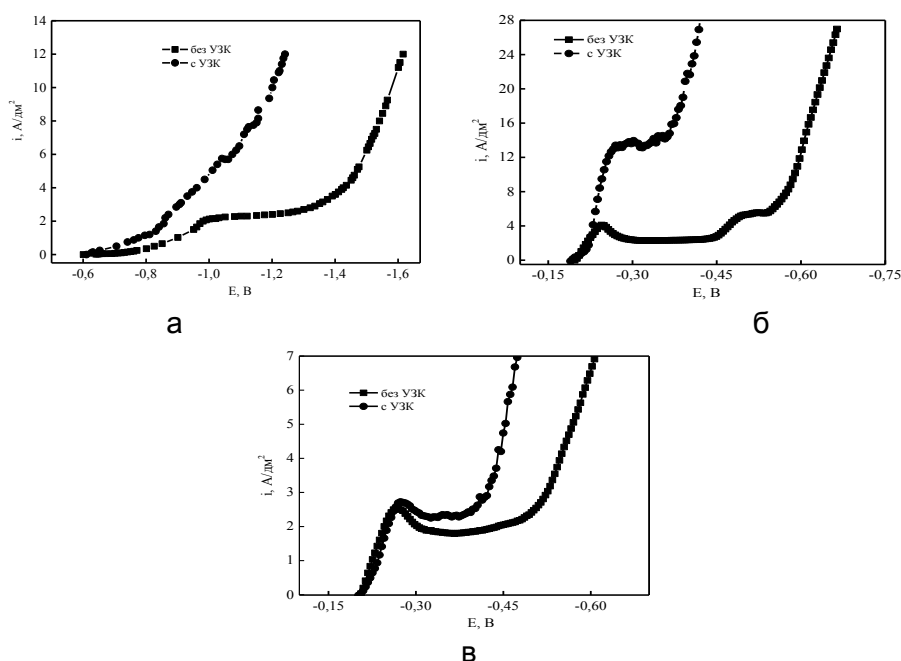 14
12
10
8
6
4
2
0
i, А/дм²
без УЗК
с УЗК
-0,6 -0,8 -1,0 -1,2 -1,4 -1,6
E, В
а
28
24
20
16
12
8
4
0
i, А/дм²
без УЗК
с УЗК
-0,15 -0,30 -0,45 -0,60 -0,75
E, В
б
7
6
5
4
3
2
1
0
i, А/дм²
без УЗК
с УЗК
-0,15 -0,30 -0,45 -0,60
E, В
в